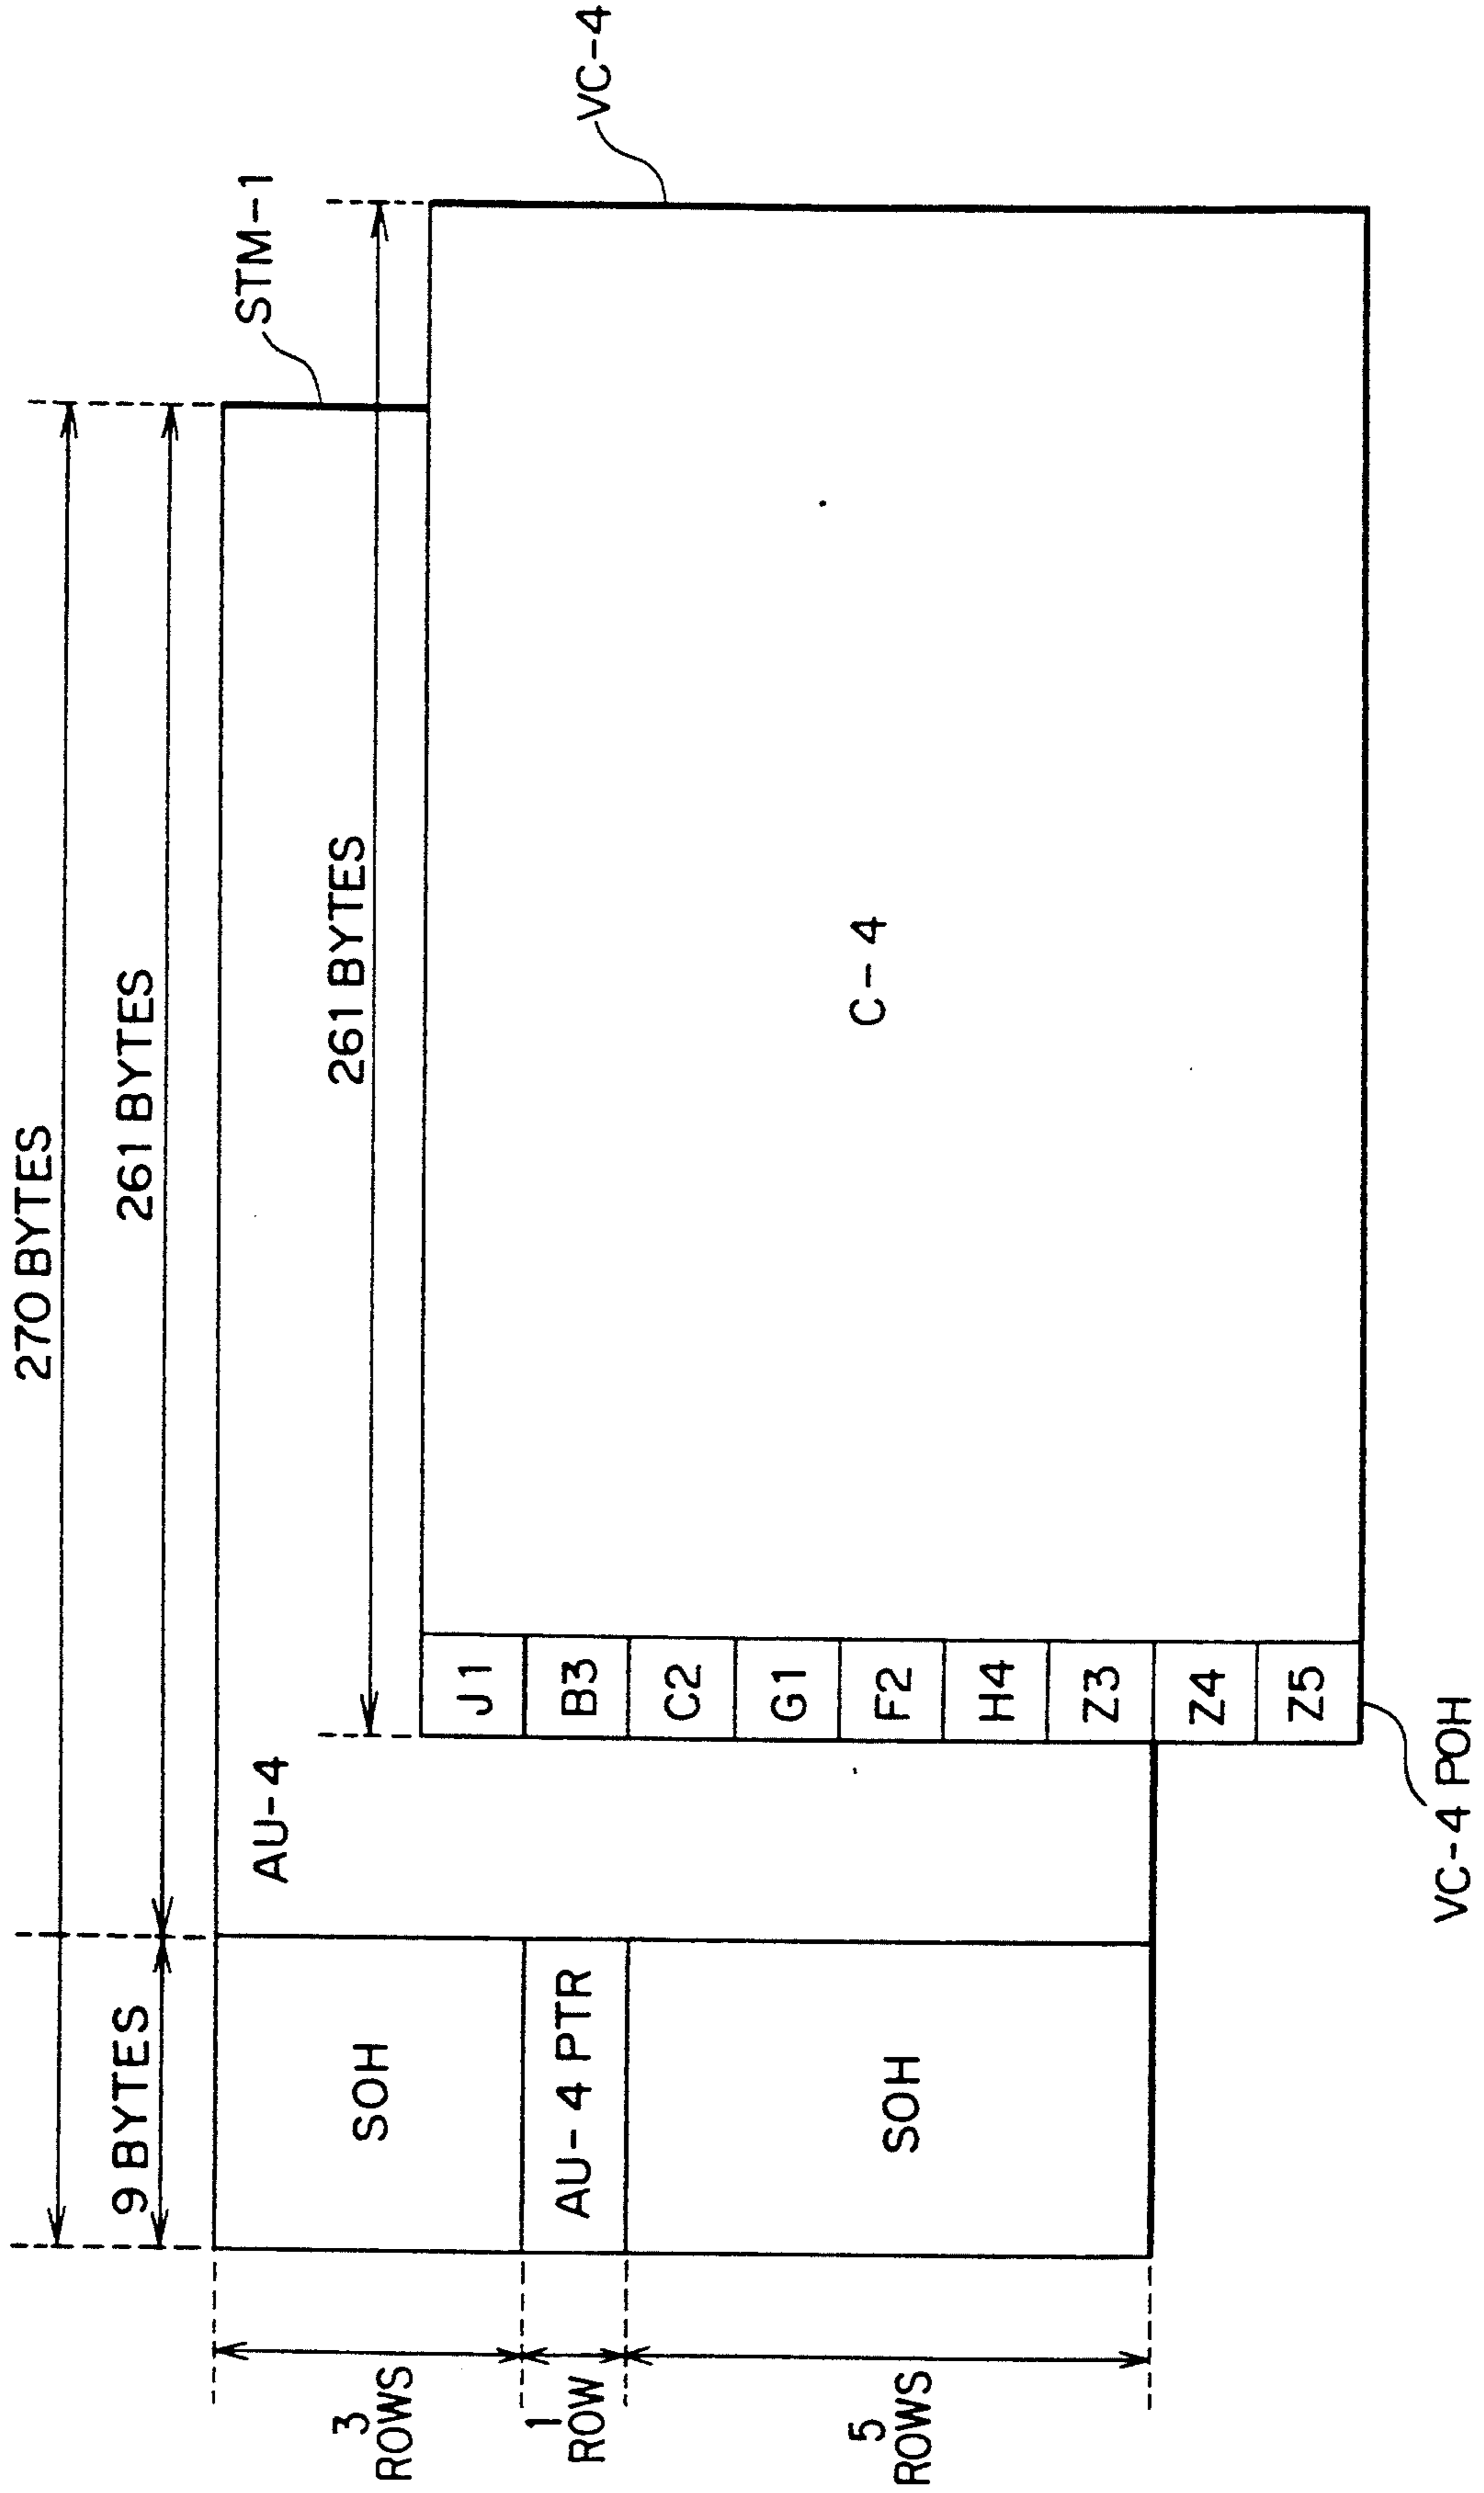 270 BYTES
9 BYTES
261 BYTES
STM-1
261 BYTES
VC-4
AU-4
3
ROWS
SOH
1
ROW
AU-4 PTR
5
ROWS
SOH
J1
B3
C2
G1
F2
H4
Z3
Z4
Z5
C-4
VC-4 POH